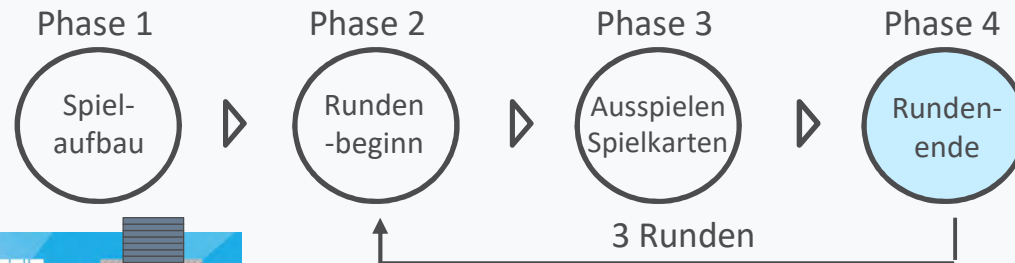 Phase 1
Phase 2
Phase 3
Phase 4
Spiel-
aufbau
Runden
-beginn
Ausspielen
Spielkarten
Runden-
ende
3 Runden